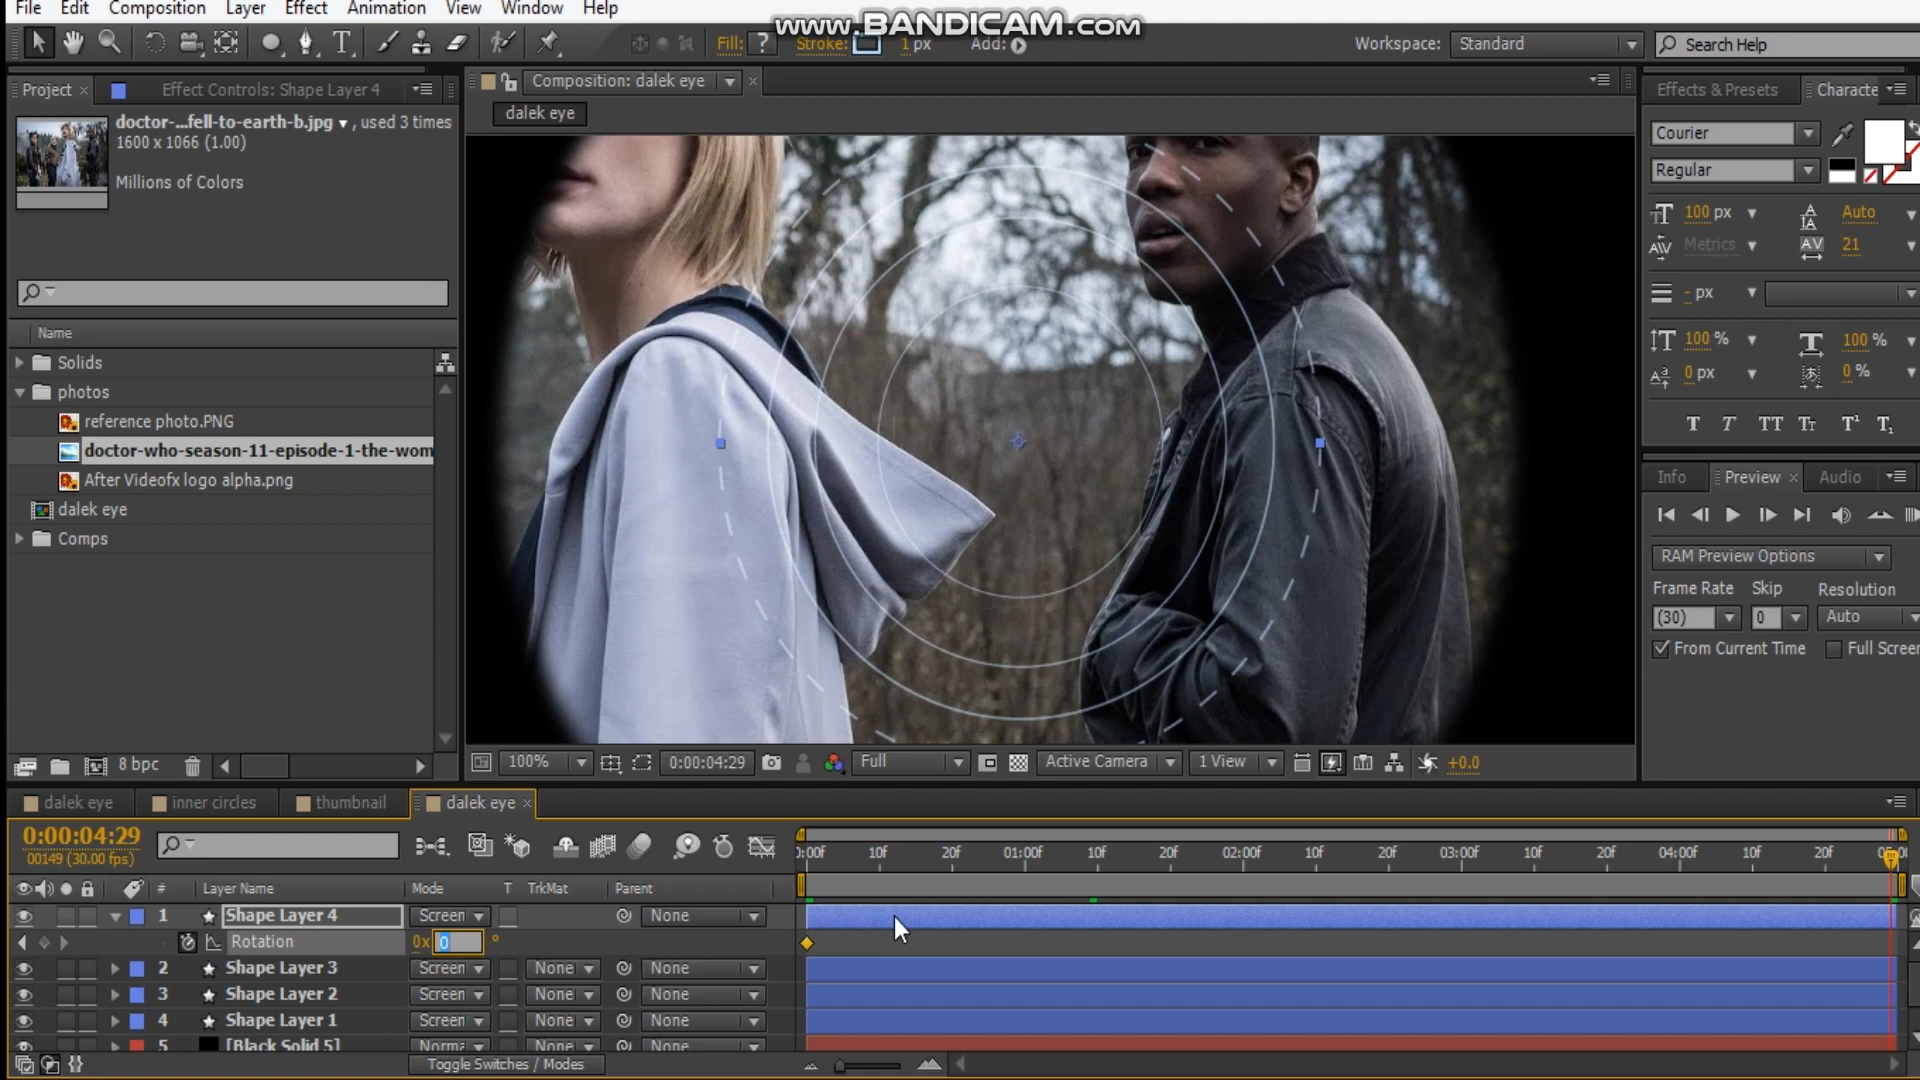 File Edit Composition Layer Effect Animation View Window Help
www.BANDICAM.com
Fill: ? Stroke: 1 px Add:
Workspace: Standard
Search Help
Project × Effect Controls: Shape Layer 4
Composition: dalek eye ×
Effects & Presets Characte
dalek eye
doctor-...fell-to-earth-b.jpg , used 3 times
1600 x 1066 (1.00)
Millions of Colors
Courier
Regular
100 px Auto
Metrics 21
- px
100 % 100 %
0 px 0 %
T T TT Tt T¹ T₁
Name
Solids
photos
reference photo.PNG
doctor-who-season-11-episode-1-the-wom
After Videofx logo alpha.png
dalek eye
Comps
Info Preview × Audio
RAM Preview Options
Frame Rate Skip Resolution
(30) 0 Auto
From Current Time Full Screen
8 bpc
100% 0:00:04:29 Full Active Camera 1 View +0.0
dalek eye inner circles thumbnail dalek eye ×
0:00:04:29
00149 (30.00 fps)
):00f 10f 20f 01:00f 10f 20f 02:00f 10f 20f 03:00f 10f 20f 04:00f 10f 20f 05:00
# Layer Name Mode T TrkMat Parent
1 Shape Layer 4 Screen None
Rotation 0x 0 °
2 Shape Layer 3 Screen None None
3 Shape Layer 2 Screen None None
4 Shape Layer 1 Screen None None
5 [Black Solid 5] Norma None None
Toggle Switches / Modes